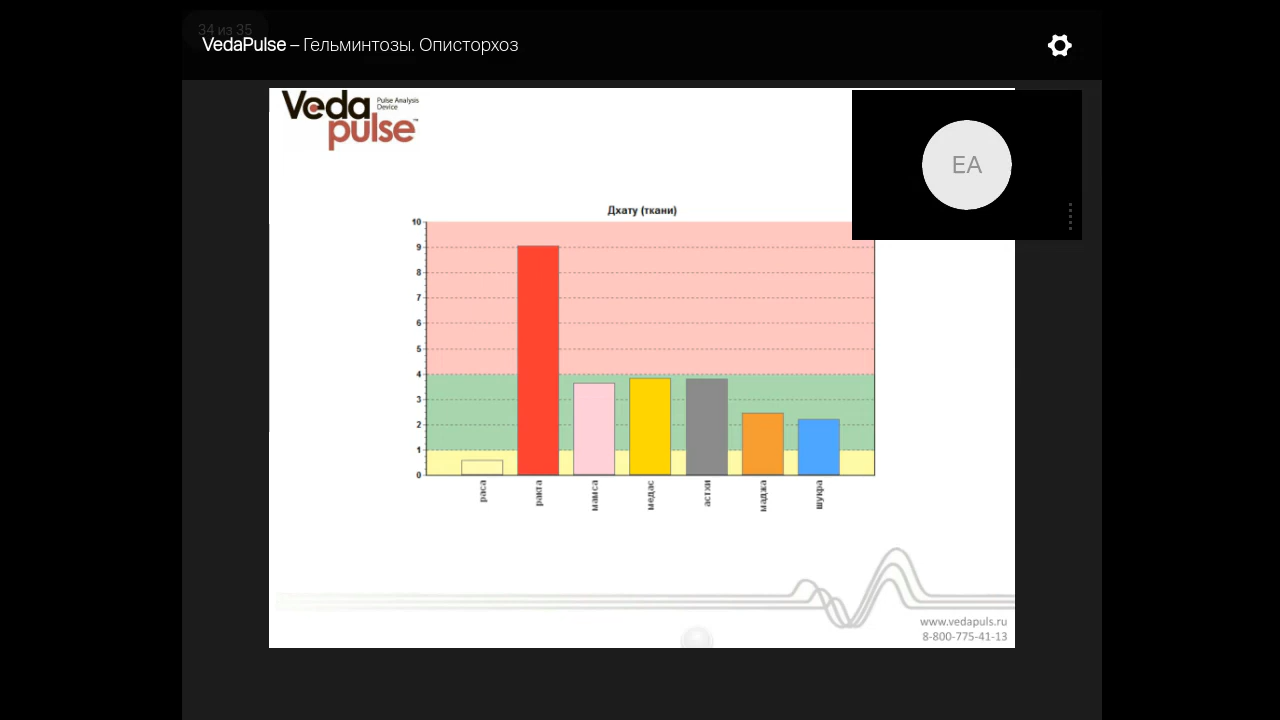 34 из 35
VedaPulse – Гельминтозы. Описторхоз
Veda
Pulse Analysis
Device
pulse™
EA
Дхату (ткани)
10
9
8
7
6
5
4
3
2
1
0
раса
ракта
мамса
медас
астхи
маджа
шукра
www.vedapuls.ru
8-800-775-41-13